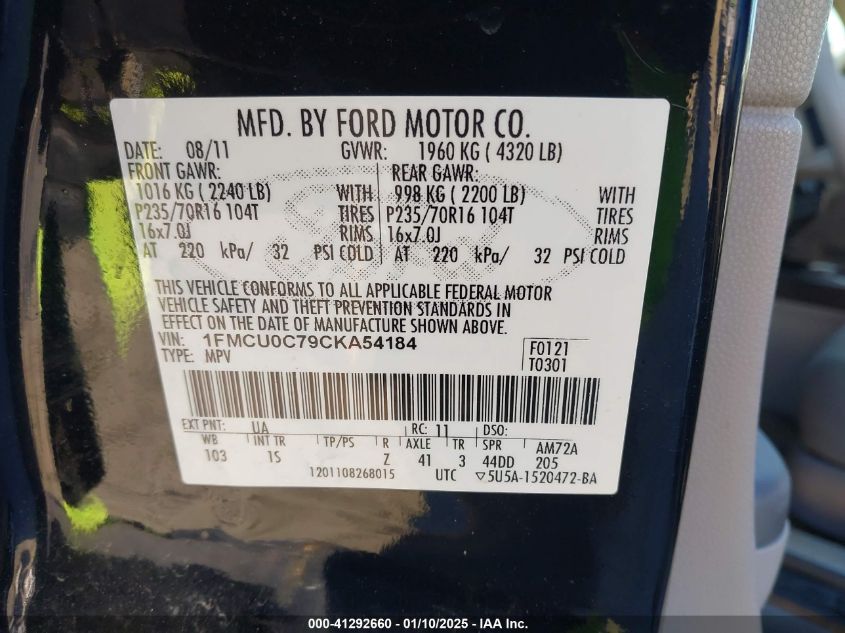 MFD. BY FORD MOTOR CO.
DATE: 08/11 GVWR: 1960 KG ( 4320 LB)
FRONT GAWR: REAR GAWR:
1016 KG ( 2240 LB) WITH 998 KG ( 2200 LB) WITH
P235/70R16 104T TIRES P235/70R16 104T TIRES
16x7.0J RIMS 16x7.0J RIMS
AT 220 kPa/ 32 PSI COLD AT 220 kPa/ 32 PSI COLD
THIS VEHICLE CONFORMS TO ALL APPLICABLE FEDERAL MOTOR
VEHICLE SAFETY AND THEFT PREVENTION STANDARDS IN
EFFECT ON THE DATE OF MANUFACTURE SHOWN ABOVE.
VIN: 1FMCU0C79CKA54184
TYPE: MPV
F0121
T0301
EXT PNT: UA RC: 11 DSO:
WB INT TR TP/PS R AXLE TR SPR AM72A
103 1S Z 41 3 44DD 205
1201108268015 UTC ▽5U5A-1520472-BA
000-41292660 - 01/10/2025 - IAA Inc.